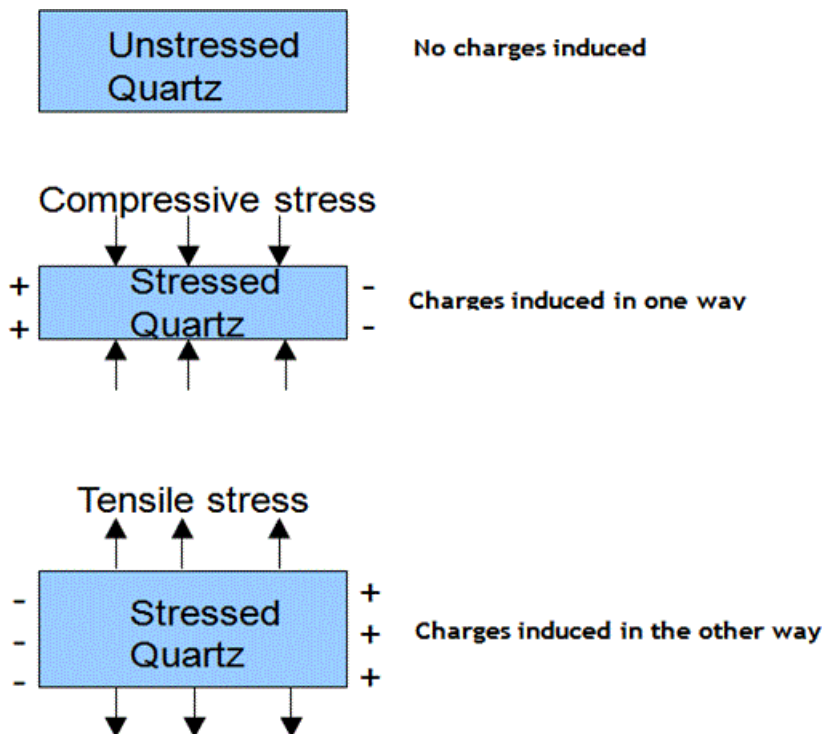 Unstressed
Quartz
No charges induced
Compressive stress
+ -
Stressed
Quartz
+ -
Charges induced in one way
Tensile stress
- +
Stressed
Quartz
- +
- +
Charges induced in the other way